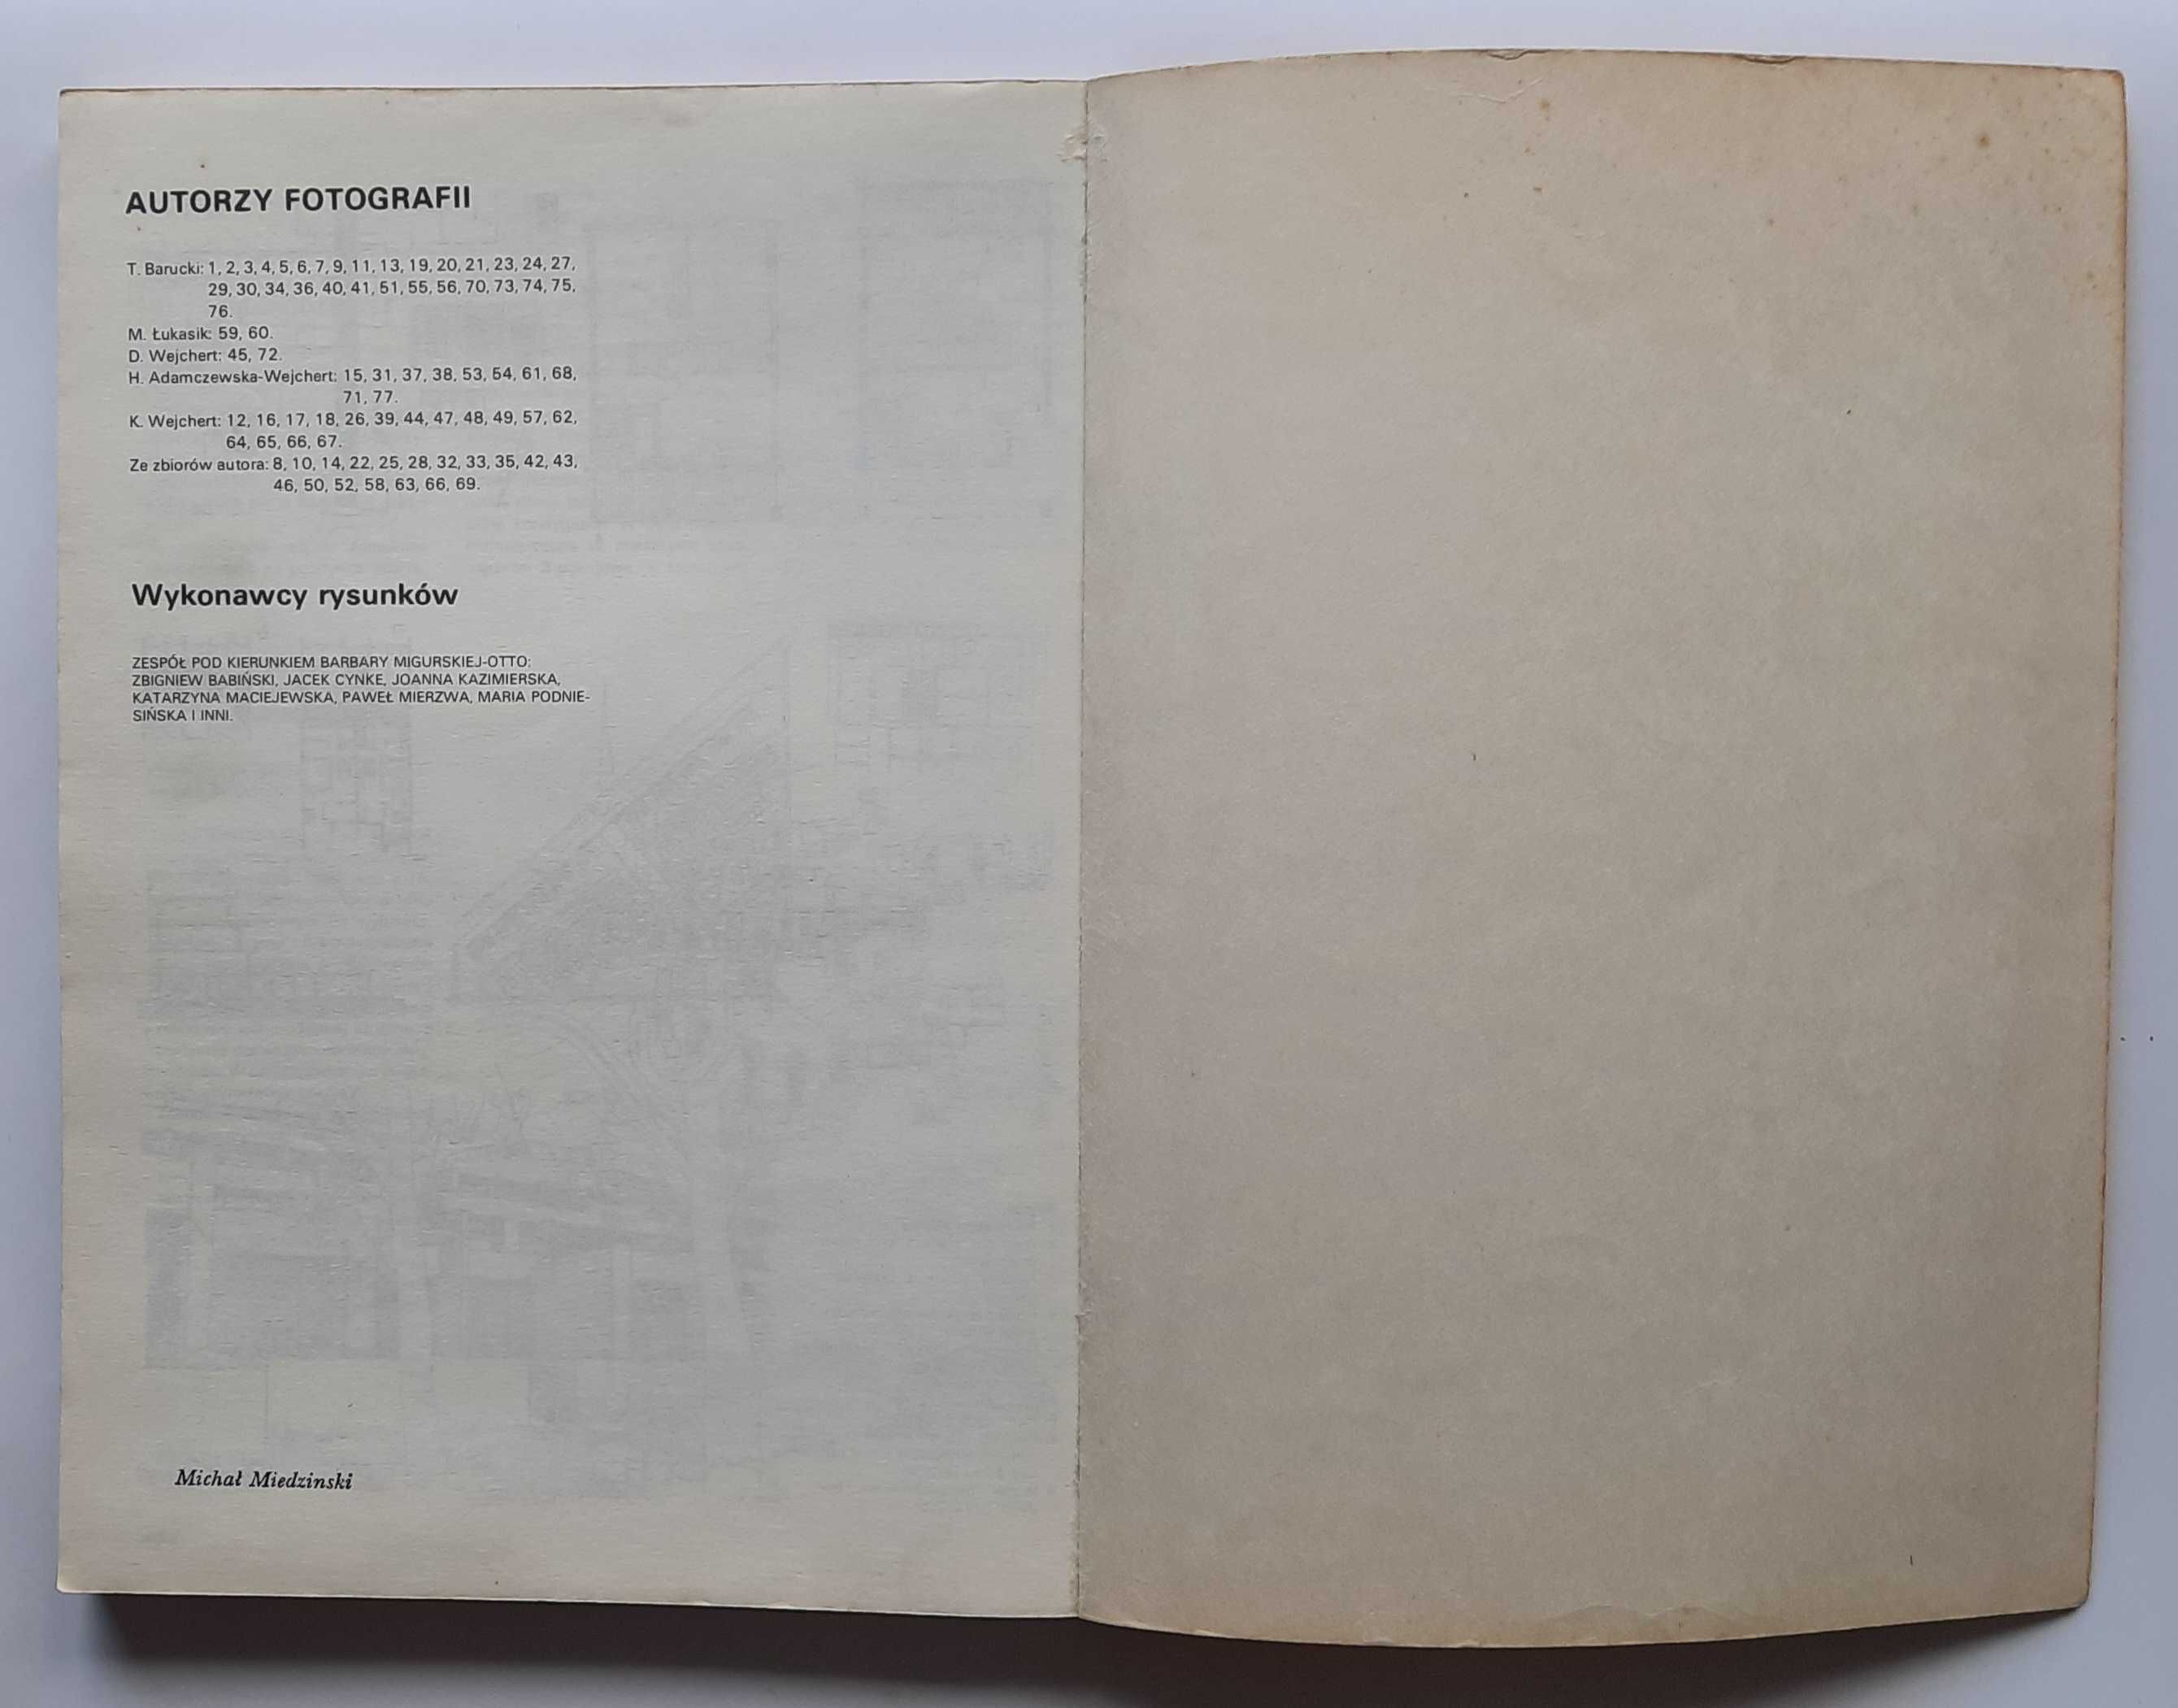 AUTORZY FOTOGRAFII
T. Barucki: 1, 2, 3, 4, 5, 6, 7, 9, 11, 13, 19, 20, 21, 23, 24, 27,
29, 30, 34, 36, 40, 41, 51, 55, 56, 70, 73, 74, 75,
76.
M. Łukasik: 59, 60.
D. Wejchert: 45, 72.
H. Adamczewska-Wejchert: 15, 31, 37, 38, 53, 54, 61, 68,
71, 77.
K. Wejchert: 12, 16, 17, 18, 26, 39, 44, 47, 48, 49, 57, 62,
64, 65, 66, 67.
Ze zbiorów autora: 8, 10, 14, 22, 25, 28, 32, 33, 35, 42, 43,
46, 50, 52, 58, 63, 66, 69.
Wykonawcy rysunków
ZESPÓŁ POD KIERUNKIEM BARBARY MIGURSKIEJ-OTTO:
ZBIGNIEW BABIŃSKI, JACEK CYNKE, JOANNA KAZIMIERSKA,
KATARZYNA MACIEJEWSKA, PAWEŁ MIERZWA, MARIA PODNIE-
SIŃSKA I INNI.
Michał Miedzinski